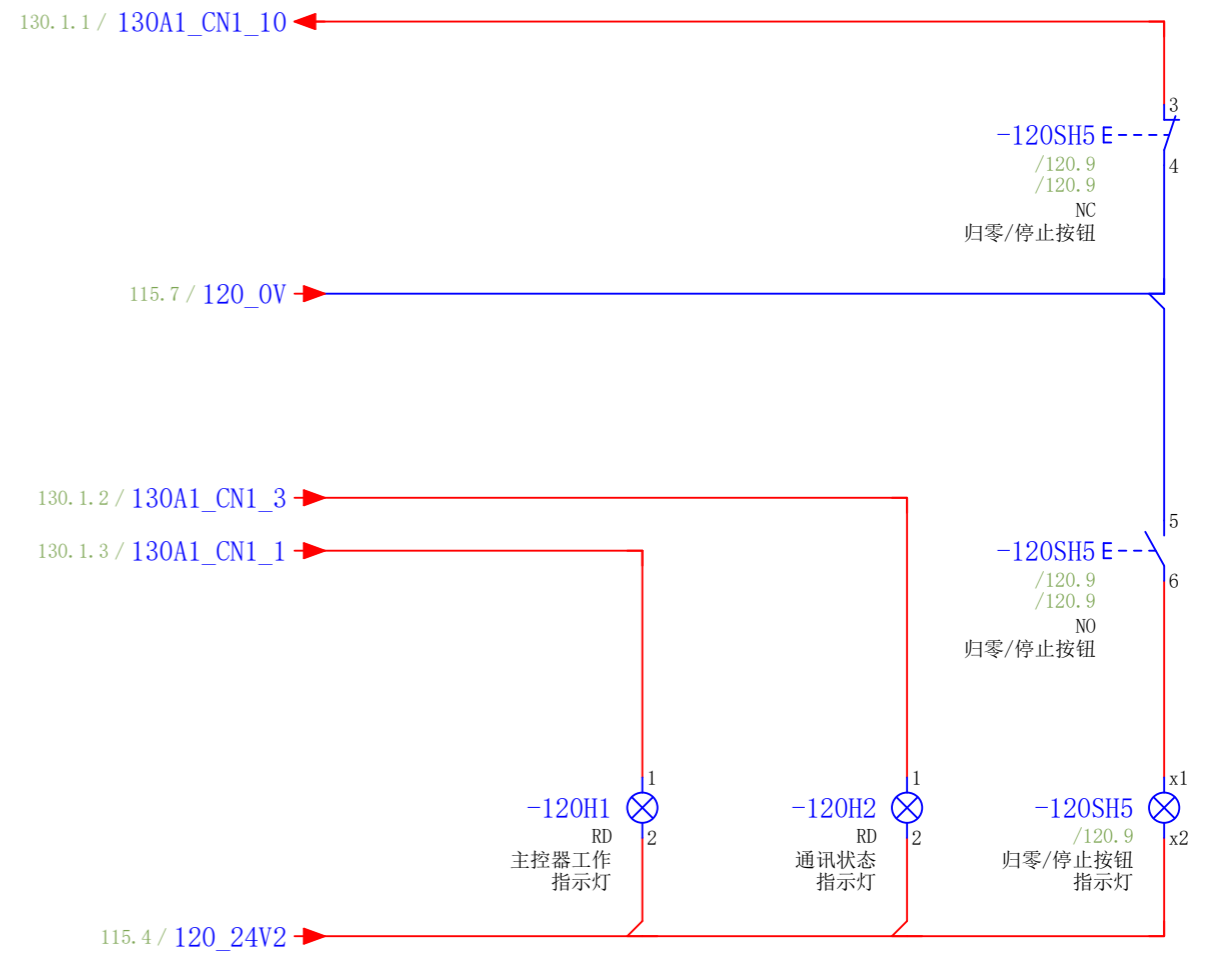 130.1.1 / 130A1_CN1_10
3
-120SH5
/120.9
4
/120.9
NC
归零/停止按钮
115.7 / 120_0V
130.1.2 / 130A1_CN1_3
5
130.1.3 / 130A1_CN1_1
-120SH5
/120.9
6
/120.9
NO
归零/停止按钮
1
1
x1
-120H1
-120H2
-120SH5
RD
2
RD
2
/120.9
x2
主控器工作
指示灯
通讯状态
指示灯
归零/停止按钮
指示灯
115.4 / 120_24V2